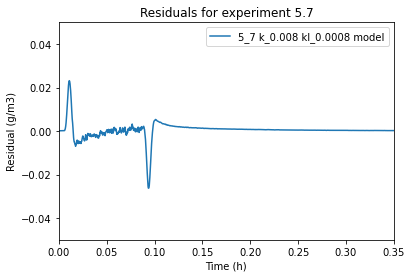 Residuals for experiment 5.7
5_7 k_0.008 kl_0.0008 model
Residual (g/m3)
0.04
0.02
0.00
−0.02
−0.04
0.00 0.05 0.10 0.15 0.20 0.25 0.30 0.35
Time (h)